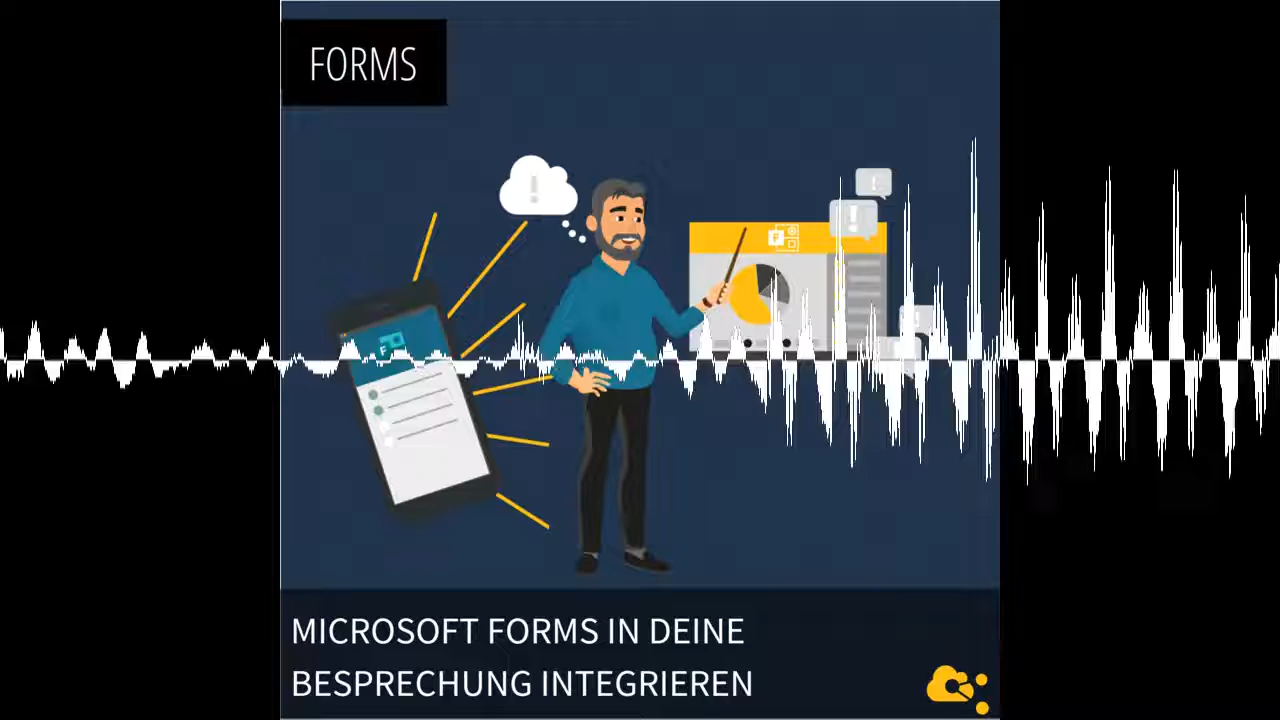 FORMS
F
F
MICROSOFT FORMS IN DEINE
BESPRECHUNG INTEGRIEREN